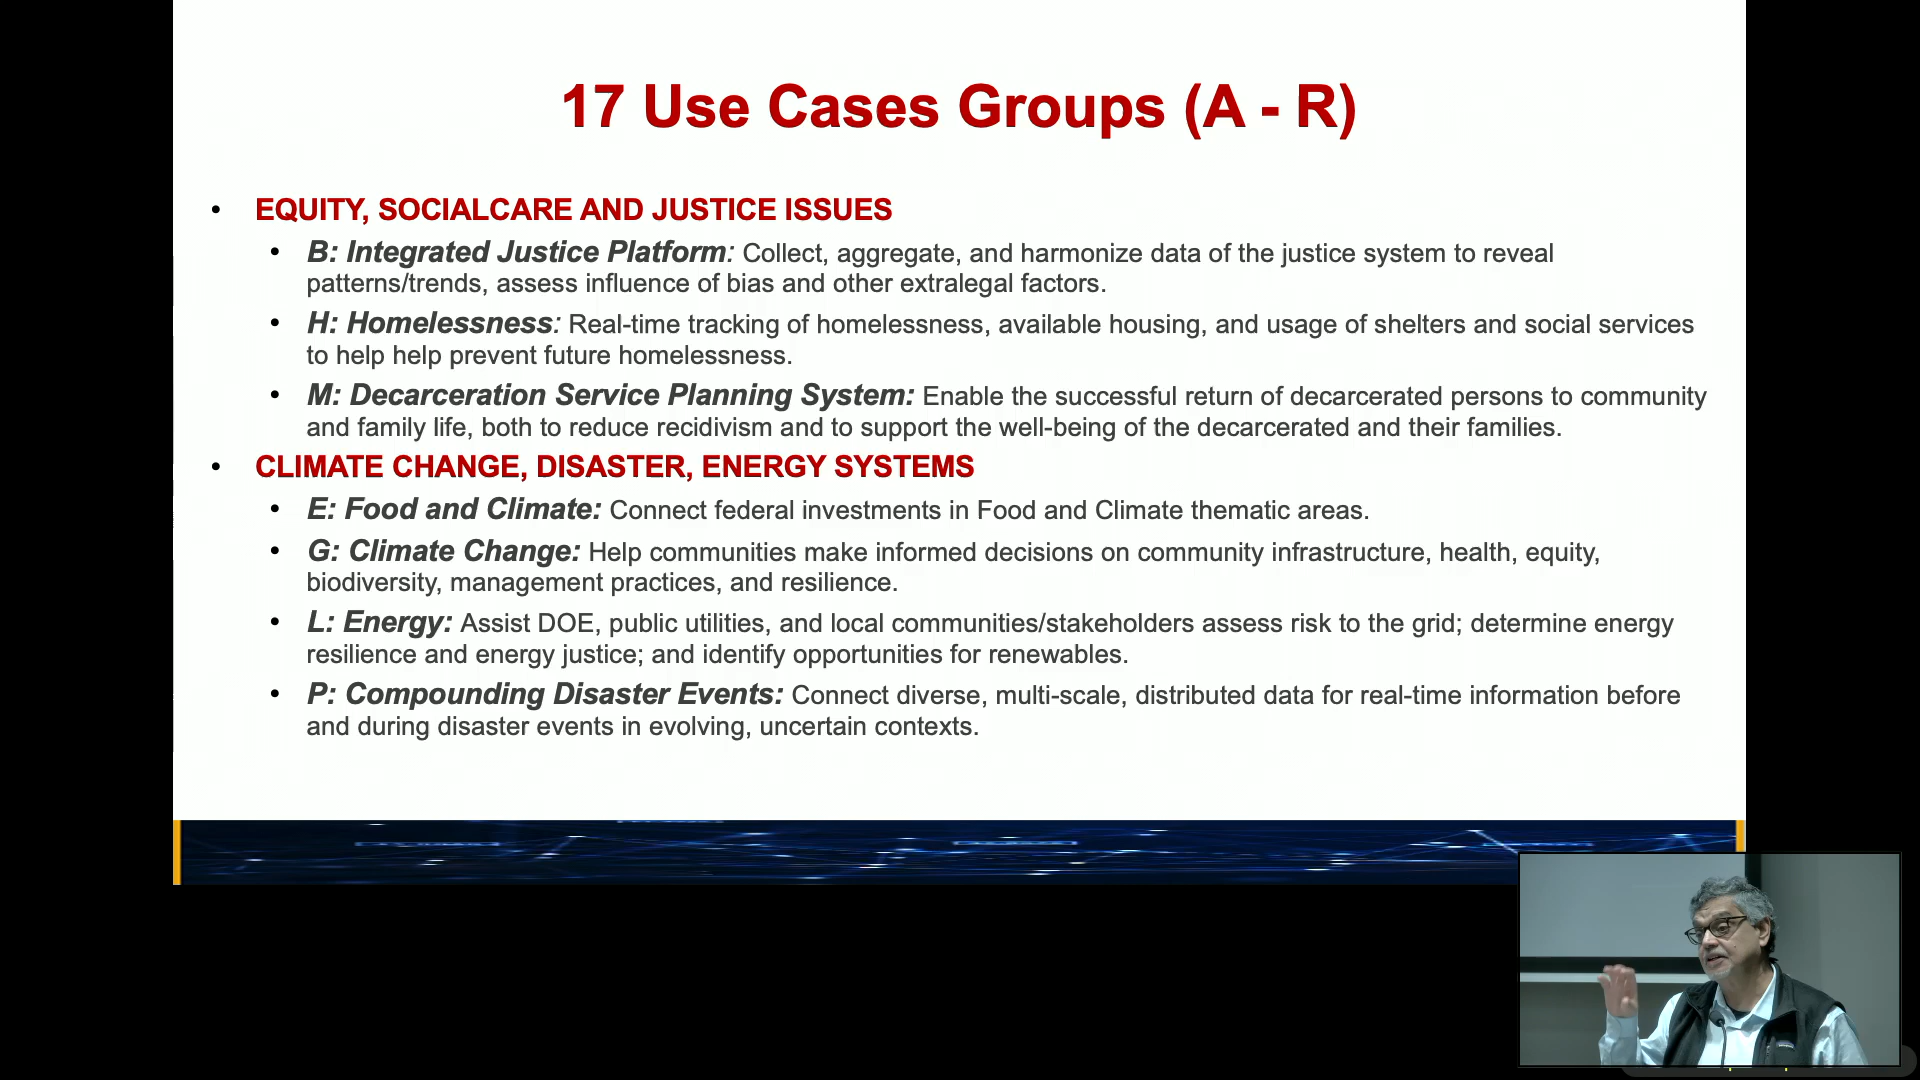 17 Use Cases Groups (A - R)
• EQUITY, SOCIALCARE AND JUSTICE ISSUES
• B: Integrated Justice Platform: Collect, aggregate, and harmonize data of the justice system to reveal
patterns/trends, assess influence of bias and other extralegal factors.
• H: Homelessness: Real-time tracking of homelessness, available housing, and usage of shelters and social services
to help help prevent future homelessness.
• M: Decarceration Service Planning System: Enable the successful return of decarcerated persons to community
and family life, both to reduce recidivism and to support the well-being of the decarcerated and their families.
• CLIMATE CHANGE, DISASTER, ENERGY SYSTEMS
• E: Food and Climate: Connect federal investments in Food and Climate thematic areas.
• G: Climate Change: Help communities make informed decisions on community infrastructure, health, equity,
biodiversity, management practices, and resilience.
• L: Energy: Assist DOE, public utilities, and local communities/stakeholders assess risk to the grid; determine energy
resilience and energy justice; and identify opportunities for renewables.
• P: Compounding Disaster Events: Connect diverse, multi-scale, distributed data for real-time information before
and during disaster events in evolving, uncertain contexts.